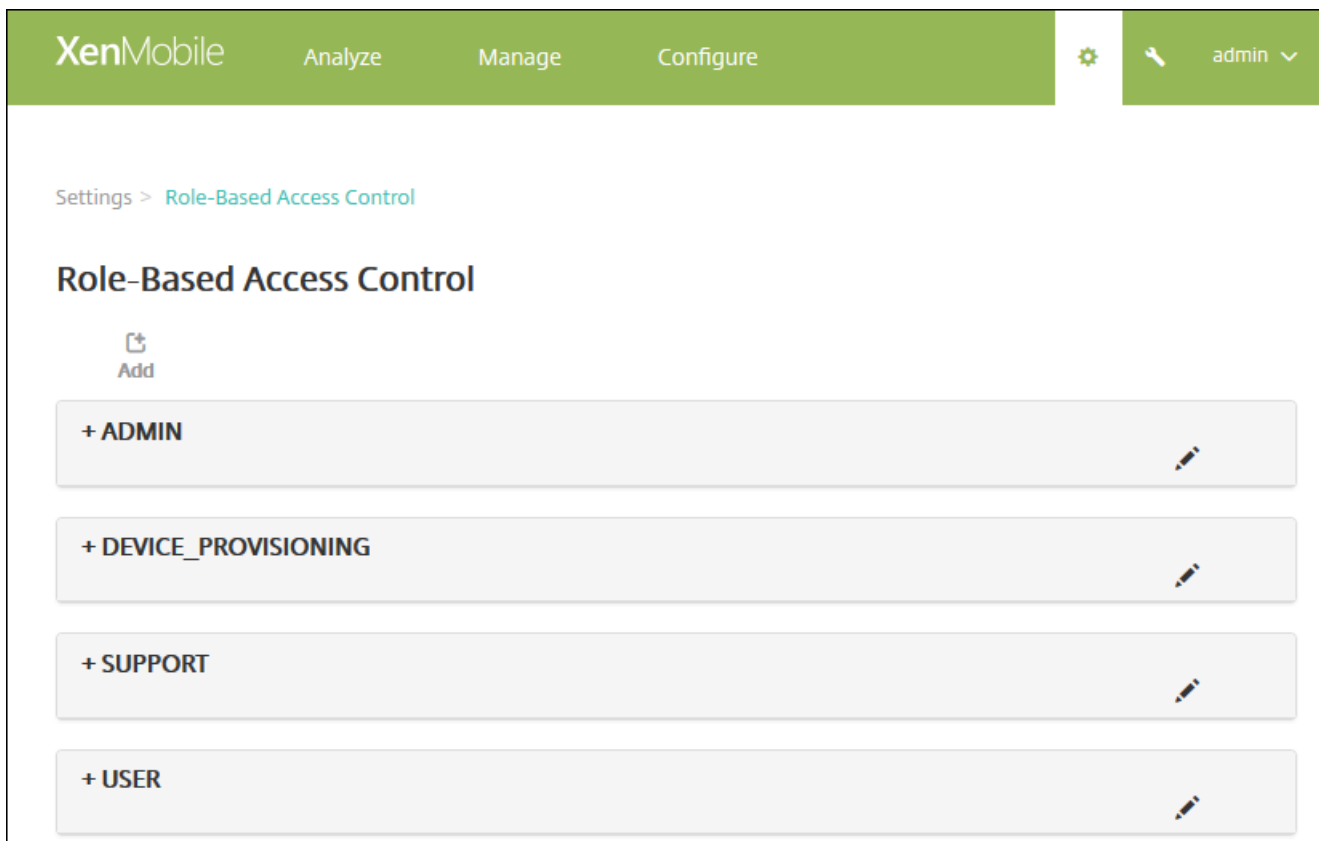 XenMobile Analyze Manage Configure admin
Settings > Role-Based Access Control
Role-Based Access Control
Add
+ ADMIN
+ DEVICE_PROVISIONING
+ SUPPORT
+ USER